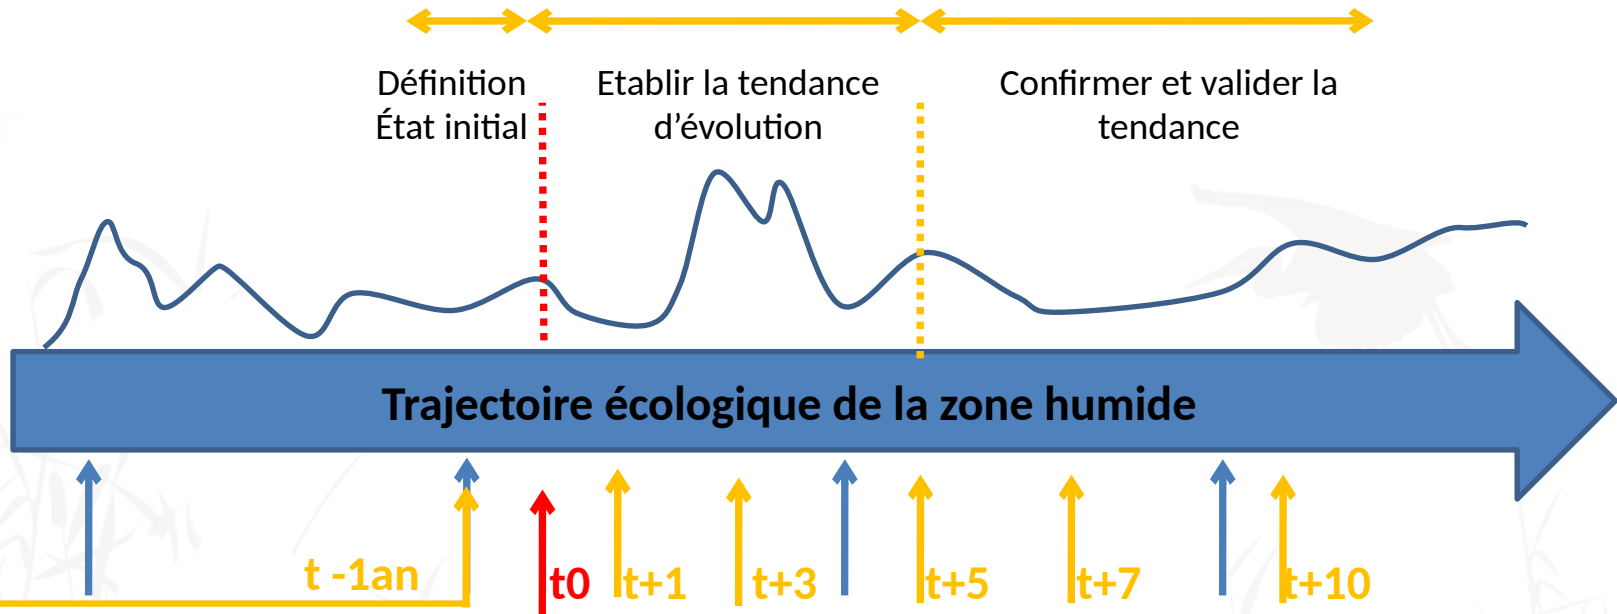 Définition
État initial
Etablir la tendance
d’évolution
Confirmer et valider la
tendance
Trajectoire écologique de la zone humide
t -1an
t0
t+1
t+3
t+5
t+7
t+10